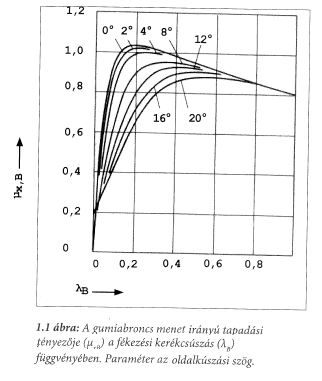 1,2
1,0
0,8
0,6
0,4
0,2
0
0° 2° 4° 8° 12°
16° 20°
μx,B
0 0,2 0,4 0,6 0,8
λB
1.1 ábra: A gumiabroncs menet irányú tapadási
tényezője (μx,B) a fékezési kerékcsúszás (λB)
függvényében. Paraméter az oldalkúszási szög.